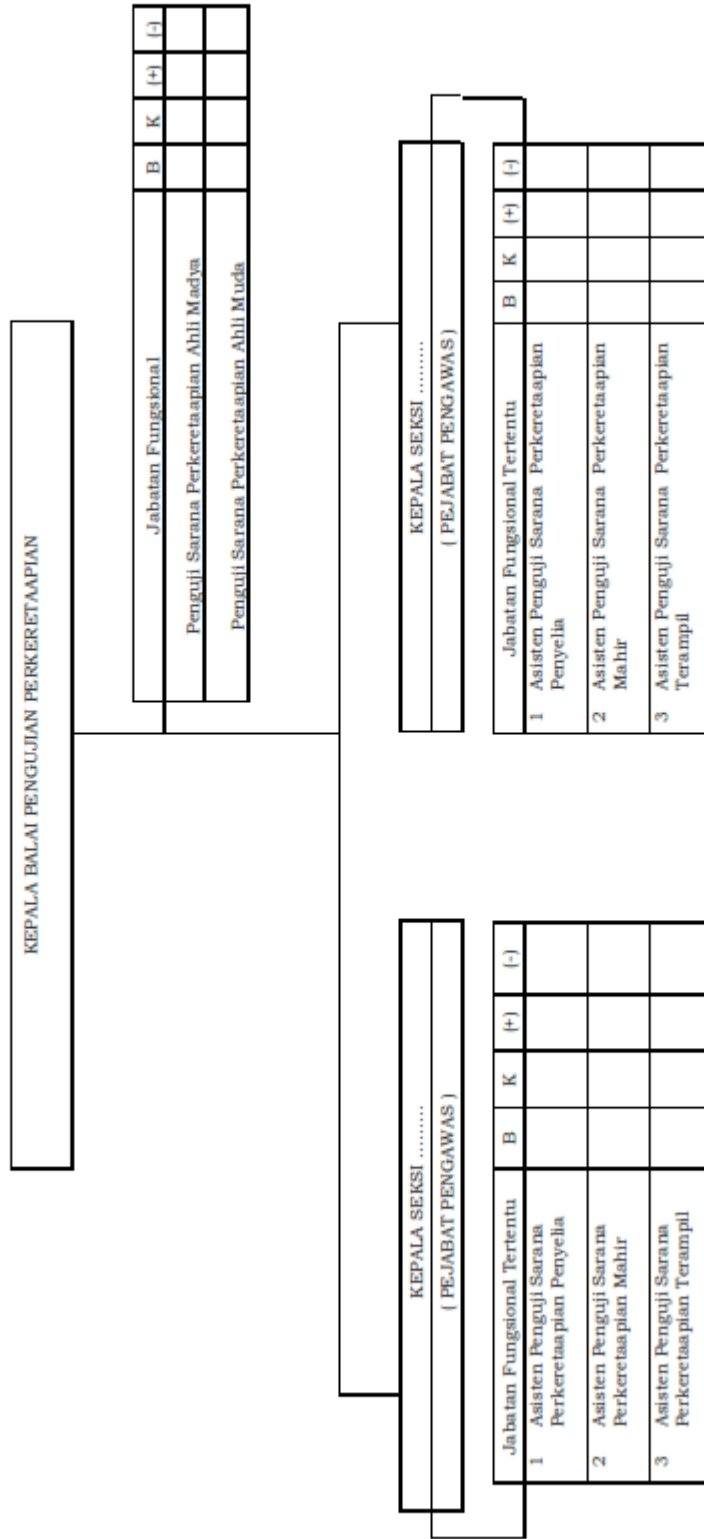 KEPALA BALAI PENGUJIAN PERKERETAAPIAN
Jabatan Fungsional B K (+) (-)
Penguji Sarana Perkeretaapian Ahli Madya
Penguji Sarana Perkeretaapian Ahli Muda
KEPALA SEKSI .........
( PEJABAT PENGAWAS )
Jabatan Fungsional Tertentu B K (+) (-)
1 Asisten Penguji Sarana
Perkeretaapian Penyelia
2 Asisten Penguji Sarana
Perkeretaapian Mahir
3 Asisten Penguji Sarana
Perkeretaapian Terampil
KEPALA SEKSI .........
( PEJABAT PENGAWAS )
Jabatan Fungsional Tertentu B K (+) (-)
1 Asisten Penguji Sarana Perkeretaapian
Penyelia
2 Asisten Penguji Sarana Perkeretaapian
Mahir
3 Asisten Penguji Sarana Perkeretaapian
Terampil